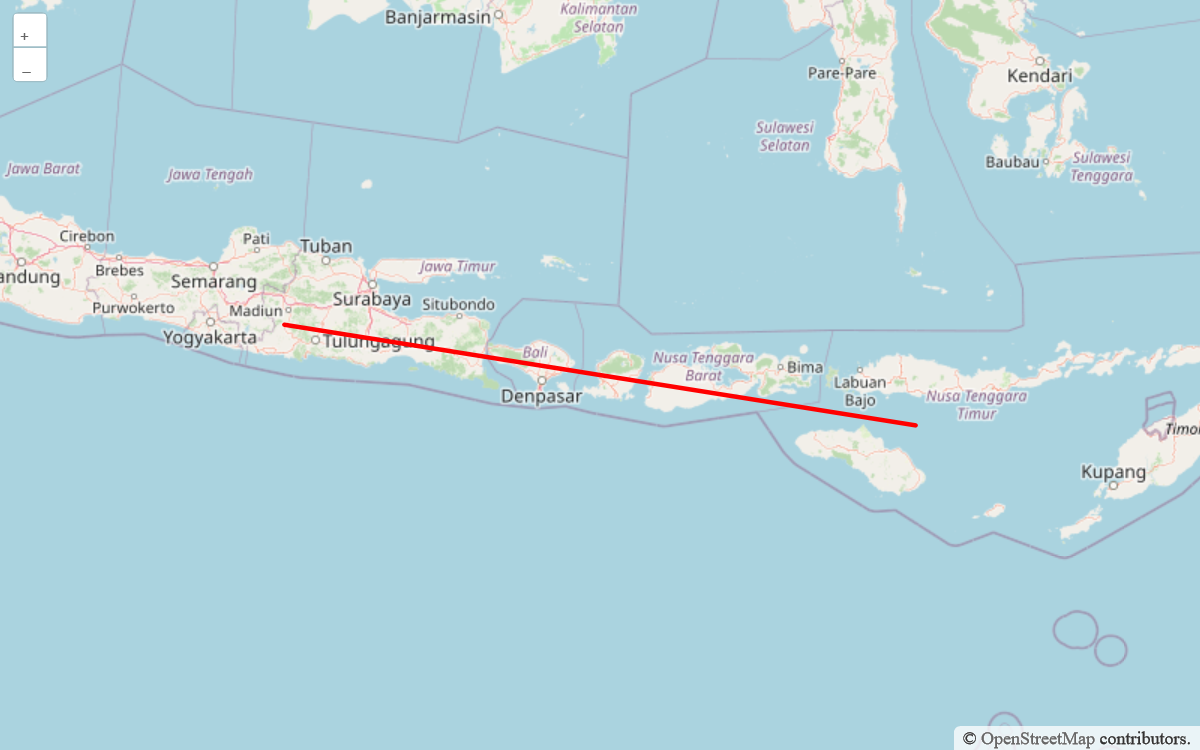 +
–
Banjarmasin
Kalimantan
Selatan
Pare-Pare
Kendari
Sulawesi
Selatan
Baubau
Sulawesi
Tenggara
Jawa Barat
Jawa Tengah
Cirebon
Pati
Tuban
Brebes
Semarang
Jawa Timur
andung
Purwokerto
Madiun
Surabaya
Situbondo
Yogyakarta
Tulungagung
Bali
Denpasar
Nusa Tenggara
Barat
Bima
Labuan
Bajo
Nusa Tenggara
Timur
Timor
Kupang
© OpenStreetMap contributors.